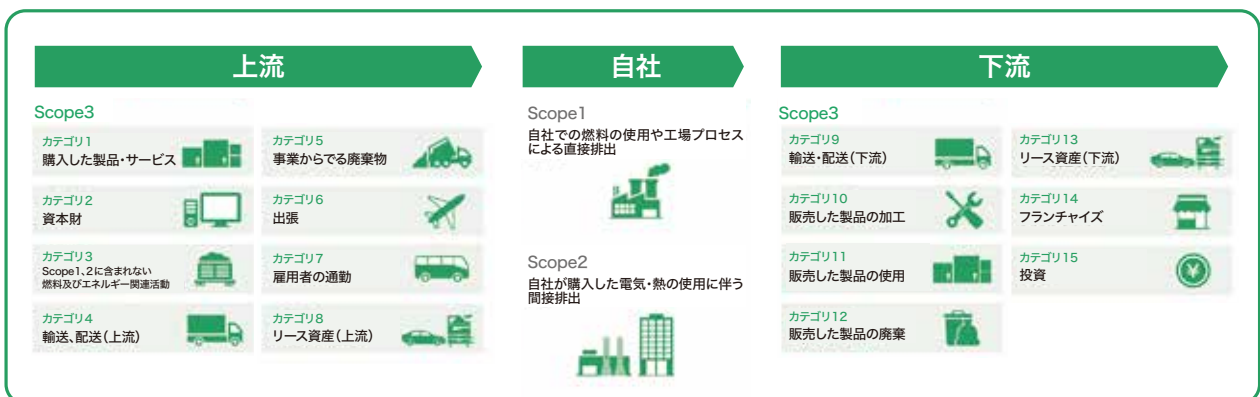 上流
Scope3
カテゴリ1
購入した製品・サービス
カテゴリ2
資本財
カテゴリ3
Scope1、2に含まれない
燃料及びエネルギー関連活動
カテゴリ4
輸送、配送(上流)
カテゴリ5
事業からでる廃棄物
カテゴリ6
出張
カテゴリ7
雇用者の通勤
カテゴリ8
リース資産(上流)
自社
Scope1
自社での燃料の使用や工場プロセス
による直接排出
Scope2
自社が購入した電気・熱の使用に伴う
間接排出
下流
Scope3
カテゴリ9
輸送・配送(下流)
カテゴリ10
販売した製品の加工
カテゴリ11
販売した製品の使用
カテゴリ12
販売した製品の廃棄
カテゴリ13
リース資産(下流)
カテゴリ14
フランチャイズ
カテゴリ15
投資
¥